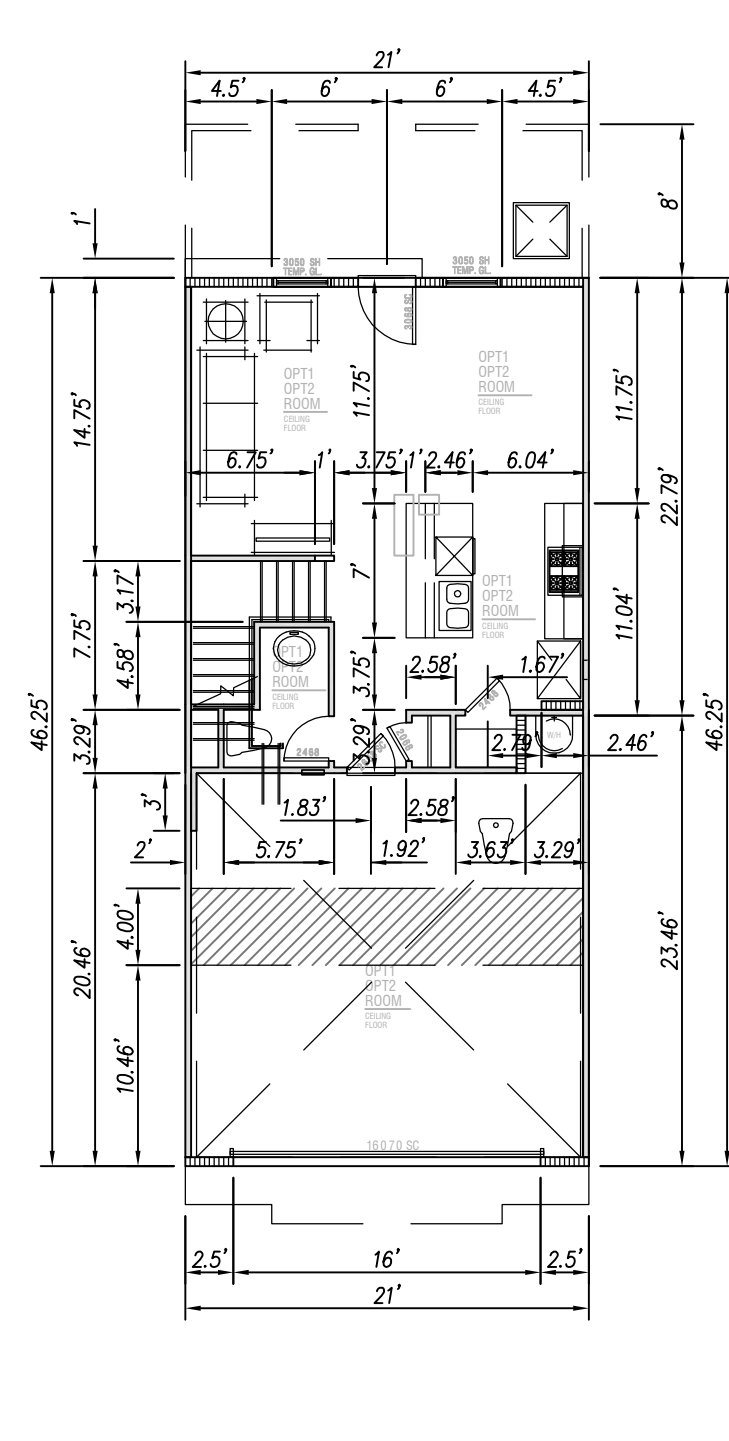 21'
4.5' 6' 6' 4.5'
8'
1'
3050 SH
TEMP. GL.
3050 SH
TEMP. GL.
3068 SC
OPT1
OPT2
ROOM
CEILING
FLOOR
OPT1
OPT2
ROOM
CEILING
FLOOR
14.75'
11.75'
11.75'
22.79'
6.75' 1' 3.75' 1' 2.46' 6.04'
7.75'
3.17'
4.58'
7'
11.04'
OPT1
OPT2
ROOM
CEILING
FLOOR
OPT1
OPT2
ROOM
CEILING
FLOOR
3.75'
2.58' 1.67'
46.25'
46.25'
3.29'
3.29'
2468
2068
2468
W/H
2.79' 2.46'
3'
1.83' 2.58'
2' 5.75' 1.92' 3.63' 3.29'
4.00'
20.46'
23.46'
OPT1
OPT2
ROOM
CEILING
FLOOR
10.46'
16070 SC
2.5' 16' 2.5'
21'